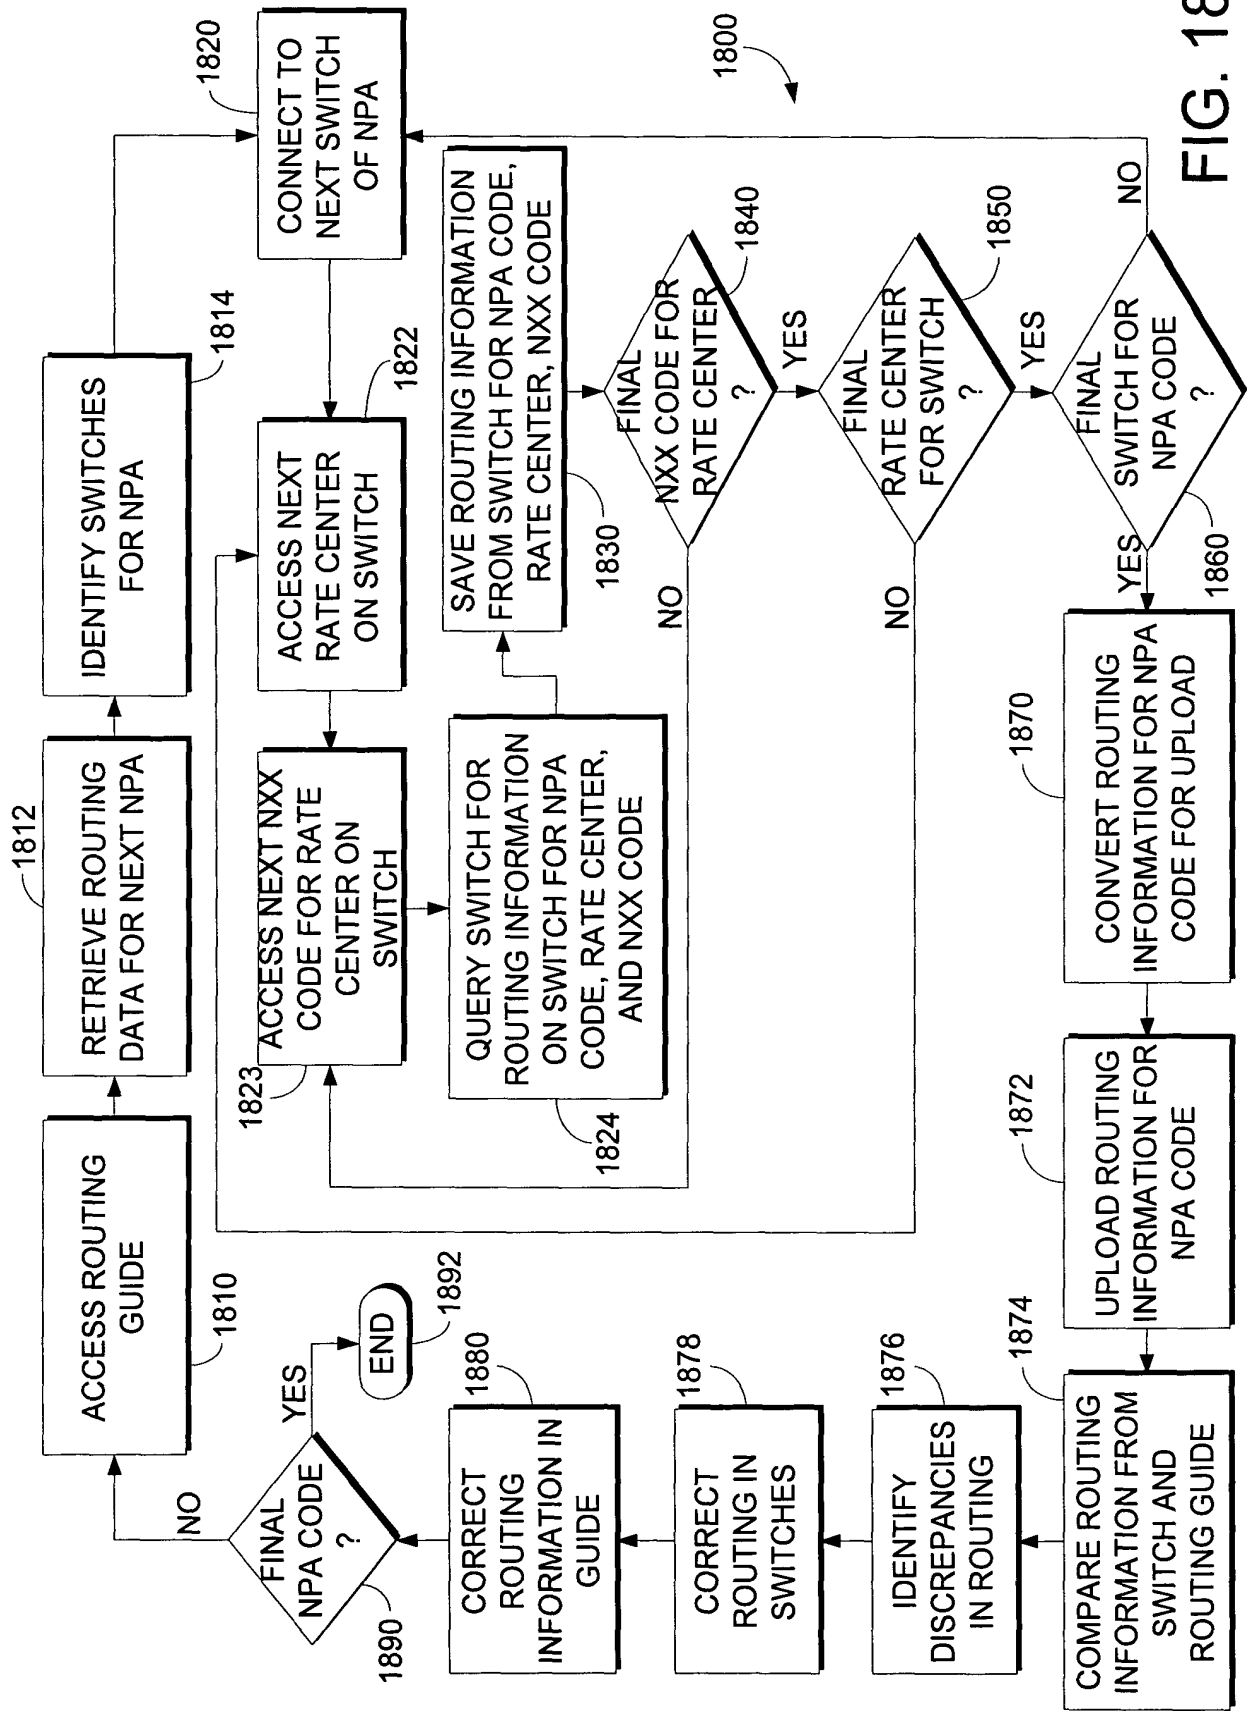 1810
ACCESS ROUTING
GUIDE
1812
RETRIEVE ROUTING
DATA FOR NEXT NPA
1814
IDENTIFY SWITCHES
FOR NPA
1820
CONNECT TO
NEXT SWITCH
OF NPA
1822
ACCESS NEXT
RATE CENTER
ON SWITCH
1823
ACCESS NEXT NXX
CODE FOR RATE
CENTER ON
SWITCH
1824
QUERY SWITCH FOR
ROUTING INFORMATION
ON SWITCH FOR NPA
CODE, RATE CENTER,
AND NXX CODE
1830
SAVE ROUTING INFORMATION
FROM SWITCH FOR NPA CODE,
RATE CENTER, NXX CODE
1840
FINAL
NXX CODE FOR
RATE CENTER
?
NO
YES
1850
FINAL
RATE CENTER
FOR SWITCH
?
NO
YES
1860
FINAL
SWITCH FOR
NPA CODE
?
NO
YES
1870
CONVERT ROUTING
INFORMATION FOR NPA
CODE FOR UPLOAD
1872
UPLOAD ROUTING
INFORMATION FOR
NPA CODE
1874
COMPARE ROUTING
INFORMATION FROM
SWITCH AND
ROUTING GUIDE
1876
IDENTIFY
DISCREPANCIES
IN ROUTING
1878
CORRECT
ROUTING IN
SWITCHES
1880
CORRECT
ROUTING
INFORMATION IN
GUIDE
1890
FINAL
NPA CODE
?
NO
YES
END
1892
1800
FIG. 18